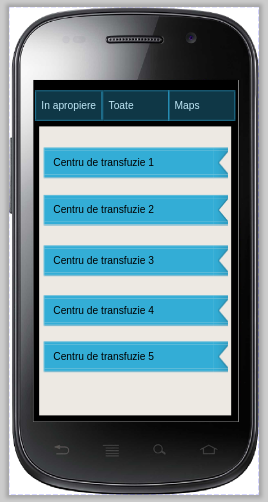 In apropiere
Toate
Maps
Centru de transfuzie 1
Centru de transfuzie 2
Centru de transfuzie 3
Centru de transfuzie 4
Centru de transfuzie 5